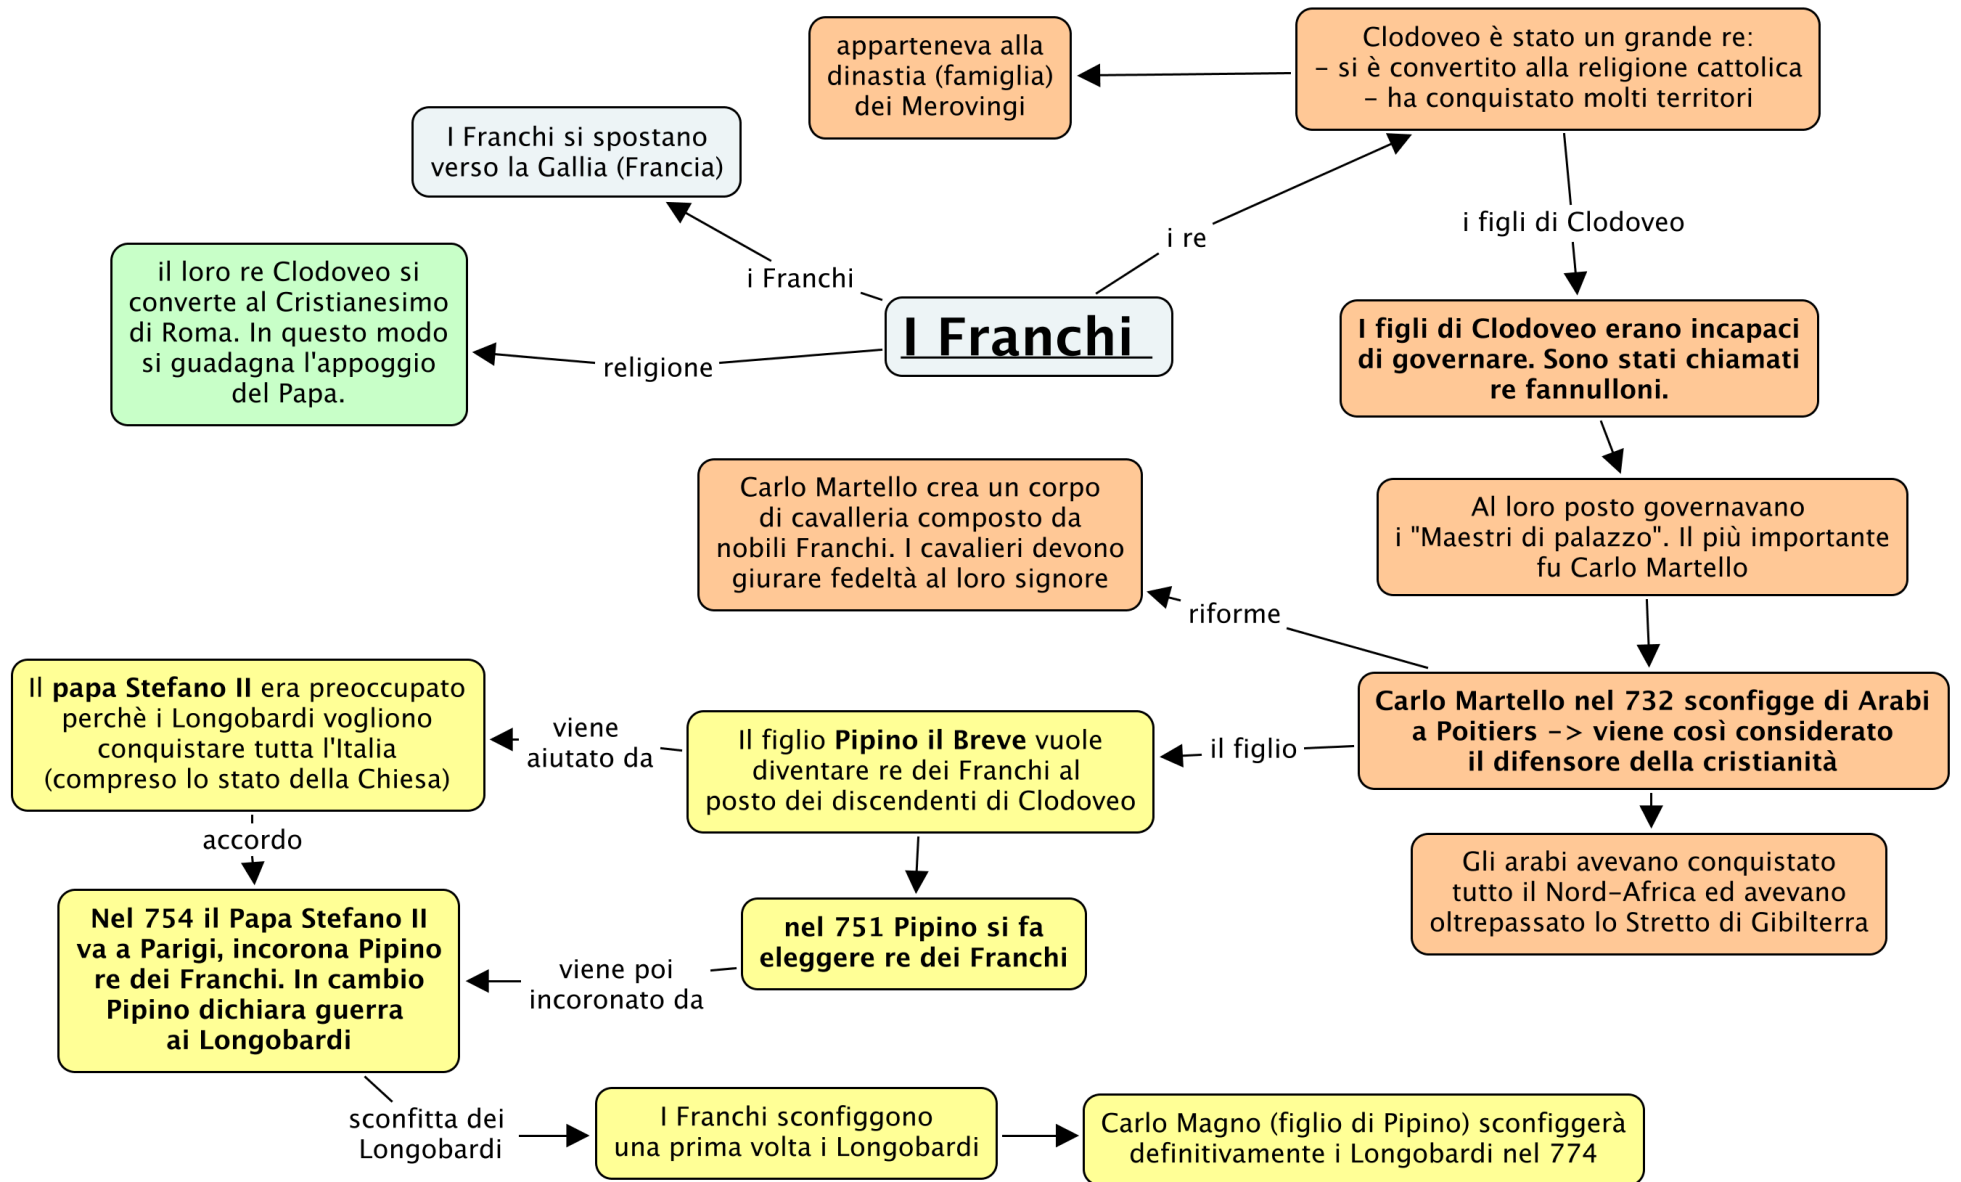 apparteneva alla
dinastia (famiglia)
dei Merovingi
Clodoveo è stato un grande re:
- si è convertito alla religione cattolica
- ha conquistato molti territori
I Franchi si spostano
verso la Gallia (Francia)
i Franchi
i re
i figli di Clodoveo
il loro re Clodoveo si
converte al Cristianesimo
di Roma. In questo modo
si guadagna l'appoggio
del Papa.
religione
I Franchi
I figli di Clodoveo erano incapaci
di governare. Sono stati chiamati
re fannulloni.
Carlo Martello crea un corpo
di cavalleria composto da
nobili Franchi. I cavalieri devono
giurare fedeltà al loro signore
Al loro posto governavano
i "Maestri di palazzo". Il più importante
fu Carlo Martello
riforme
Carlo Martello nel 732 sconfigge di Arabi
a Poitiers -> viene così considerato
il difensore della cristianità
il figlio
Il figlio Pipino il Breve vuole
diventare re dei Franchi al
posto dei discendenti di Clodoveo
viene
aiutato da
Il papa Stefano II era preoccupato
perchè i Longobardi vogliono
conquistare tutta l'Italia
(compreso lo stato della Chiesa)
accordo
Gli arabi avevano conquistato
tutto il Nord-Africa ed avevano
oltrepassato lo Stretto di Gibilterra
nel 751 Pipino si fa
eleggere re dei Franchi
viene poi
incoronato da
Nel 754 il Papa Stefano II
va a Parigi, incorona Pipino
re dei Franchi. In cambio
Pipino dichiara guerra
ai Longobardi
sconfitta dei
Longobardi
I Franchi sconfiggono
una prima volta i Longobardi
Carlo Magno (figlio di Pipino) sconfiggerà
definitivamente i Longobardi nel 774